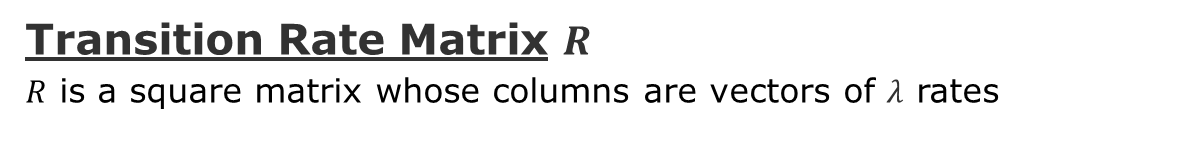 Transition Rate Matrix R
R is a square matrix whose columns are vectors of λ rates